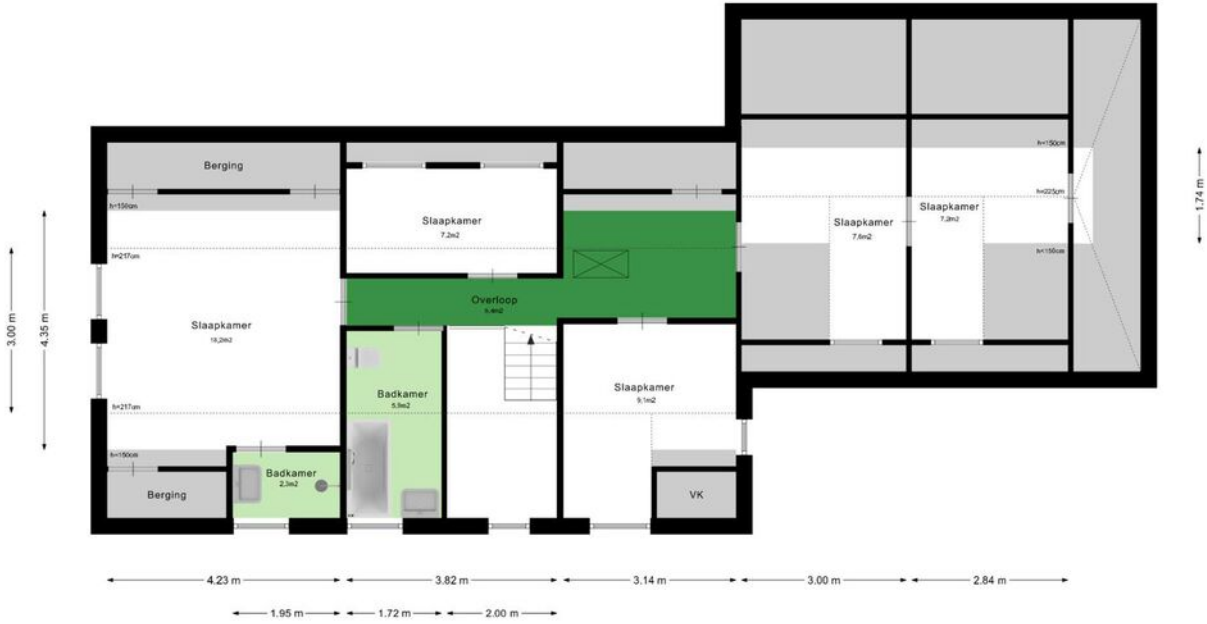 h=150cm
Berging
1.74 m
h=150cm
h=225cm
Slaapkamer
7,2m2
Slaapkamer
7,6m2
Slaapkamer
7,2m2
h=150cm
h=217cm
Overloop
Slaapkamer
3.00 m
4.35 m
Slaapkamer
9,1m2
Badkamer
5,9m2
h=217cm
h=150cm
Badkamer
2,3m2
Berging
VK
4.23 m
3.82 m
3.14 m
3.00 m
2.84 m
1.95 m
1.72 m
2.00 m